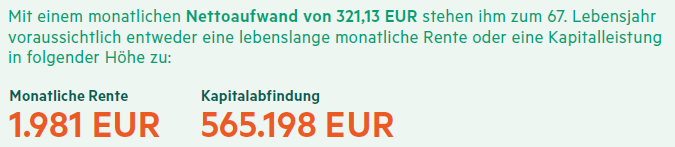 Mit einem monatlichen Nettoaufwand von 321,13 EUR stehen ihm zum 67. Lebensjahr
voraussichtlich entweder eine lebenslange monatliche Rente oder eine Kapitalleistung
in folgender Höhe zu:
Monatliche Rente Kapitalabfindung
1.981 EUR 565.198 EUR